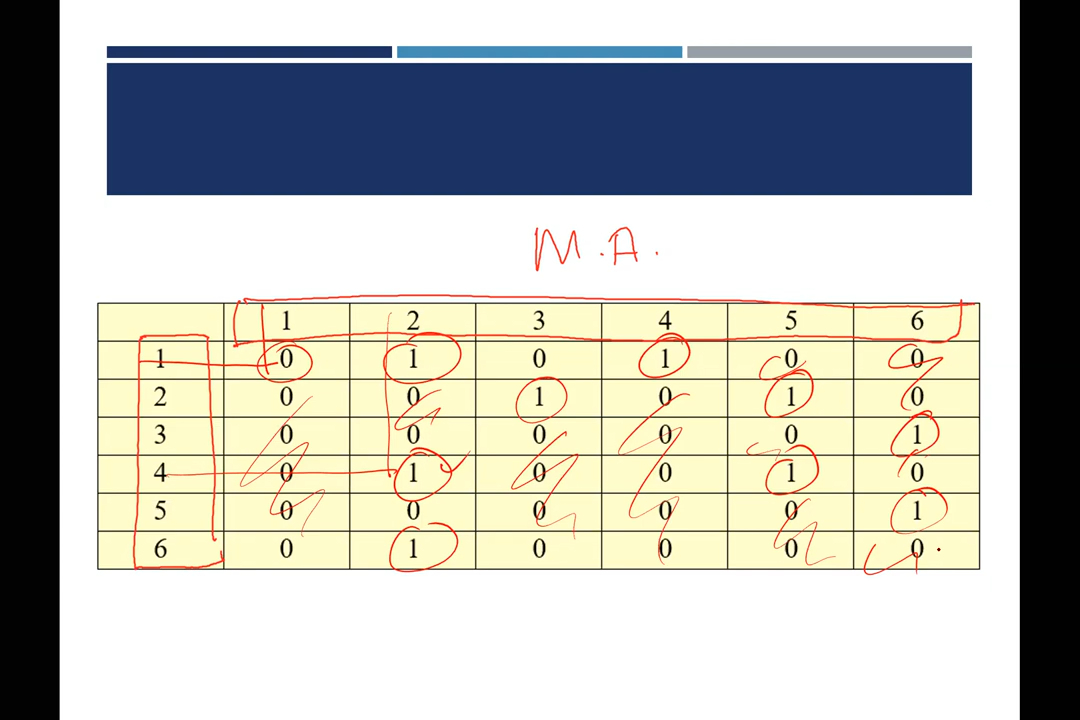 M.A.
1 2 3 4 5 6
1 0 1 0 1 0 0
2 0 0 1 0 1 0
3 0 0 0 0 0 1
4 0 1 0 0 1 0
5 0 0 0 0 0 1
6 0 1 0 0 0 0